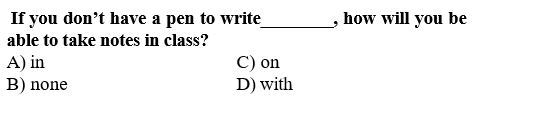 If you don’t have a pen to write________, how will you be
able to take notes in class?
A) in C) on
B) none D) with